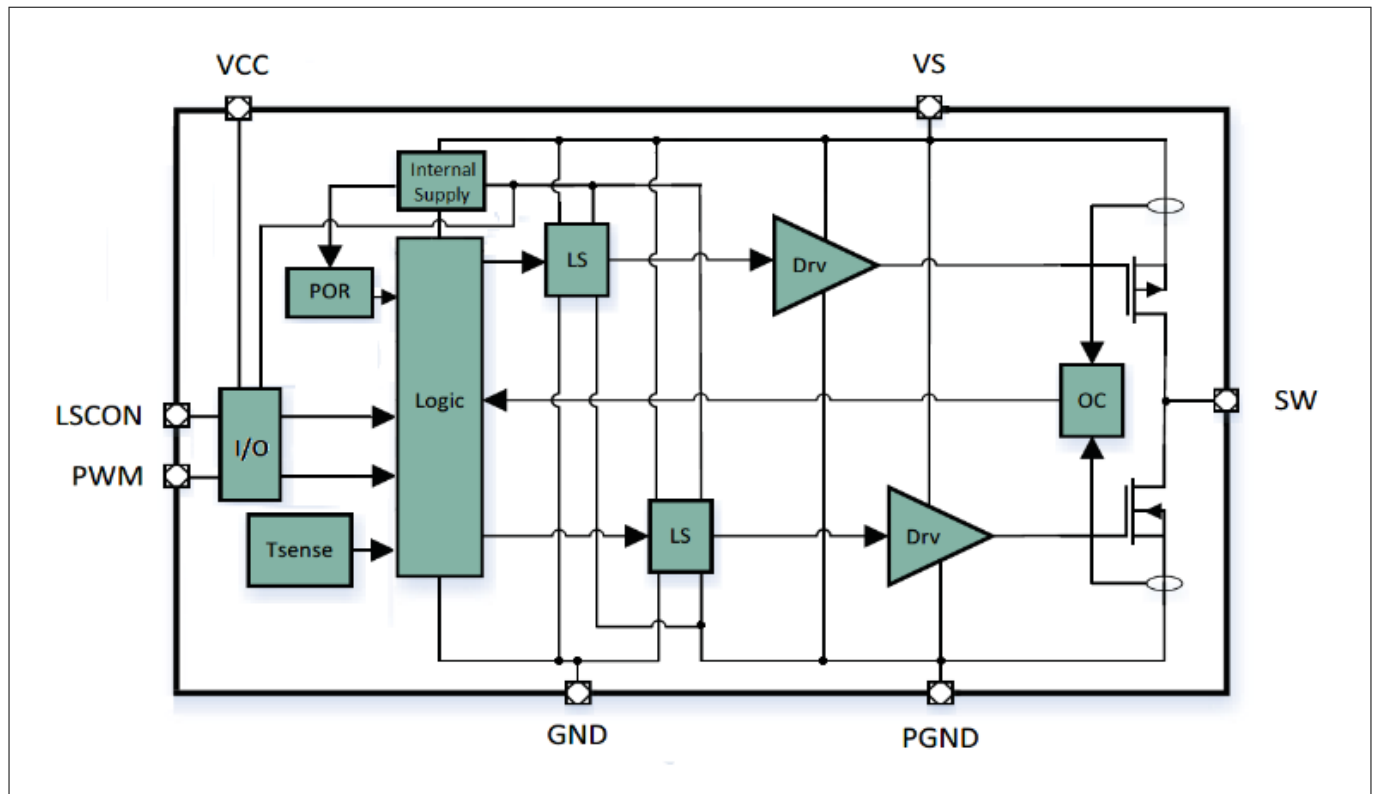 VCC
VS
Internal
Supply
LS
Drv
POR
Logic
OC
SW
LSCON
I/O
PWM
Tsense
LS
Drv
GND
PGND